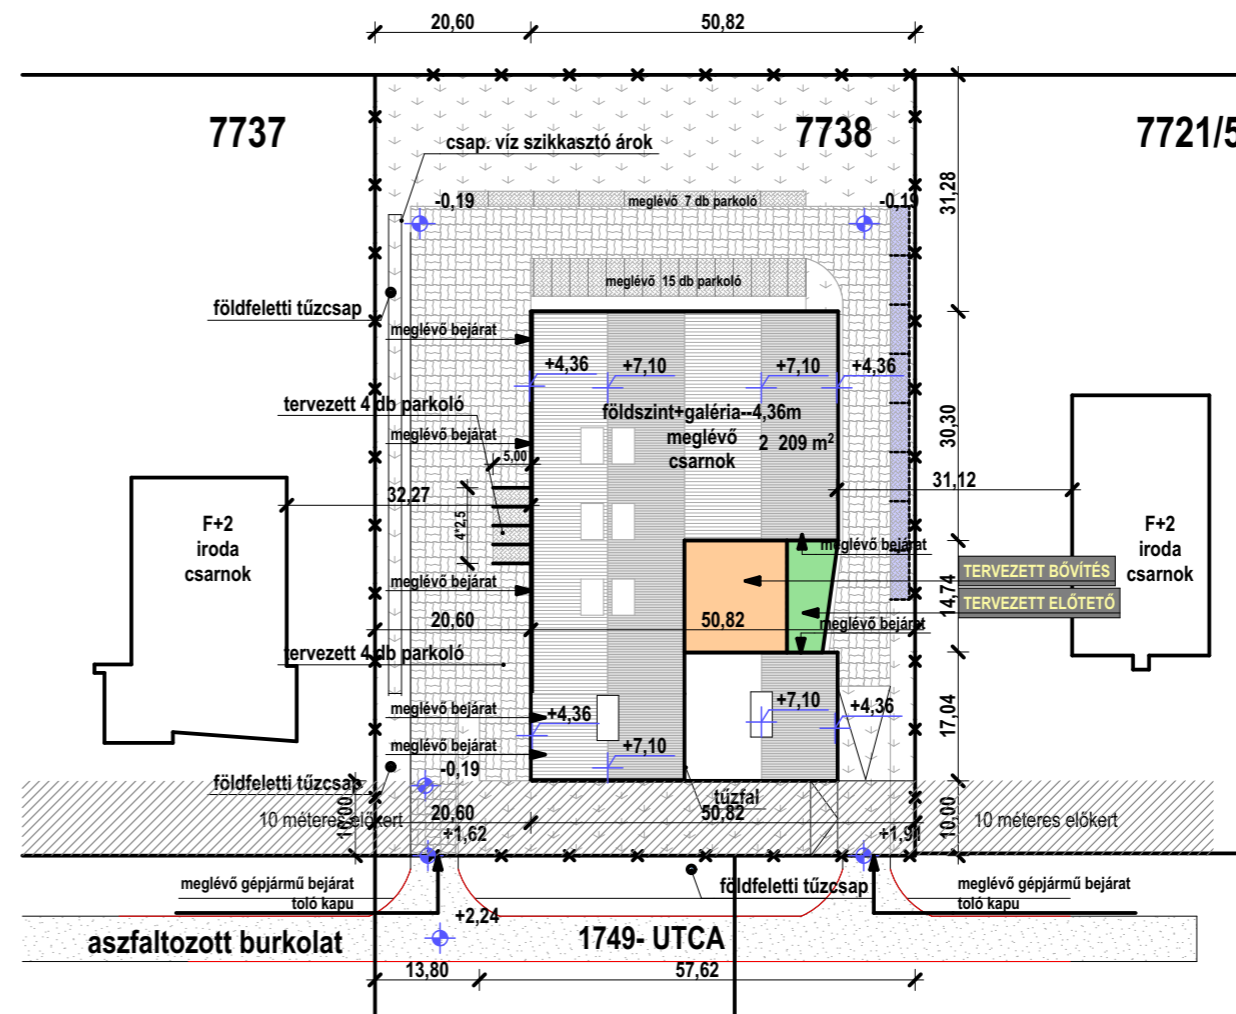 20,60
50,82
7737
7738
7721/5
csap. víz szikkasztó árok
-0,19
meglévő 7 db parkoló
-0,19
31,28
meglévő 15 db parkoló
földfeletti tűzcsap
meglévő bejárat
+4,36
+7,10
+7,10
+4,36
tervezett 4 db parkoló
földszint+galéria--4,36m
meglévő
2 209 m²
csarnok
meglévő bejárat
5,00
30,30
32,27
31,12
4*2,5
F+2
iroda
csarnok
F+2
iroda
csarnok
meglévő bejárat
TERVEZETT BŐVÍTÉS
meglévő bejárat
14,74
TERVEZETT ELŐTETŐ
20,60
50,82
meglévő bejárat
tervezett 4 db parkoló
meglévő bejárat
+4,36
+7,10
+4,36
17,04
meglévő bejárat
+7,10
-0,19
földfeletti tűzcsap
tűzfal
10,00
10 méteres előkert
20,60
50,82
10,00
10 méteres előkert
+1,62
+1,91
meglévő gépjármű bejárat
toló kapu
földfeletti tűzcsap
meglévő gépjármű bejárat
toló kapu
+2,24
aszfaltozott burkolat
1749- UTCA
13,80
57,62